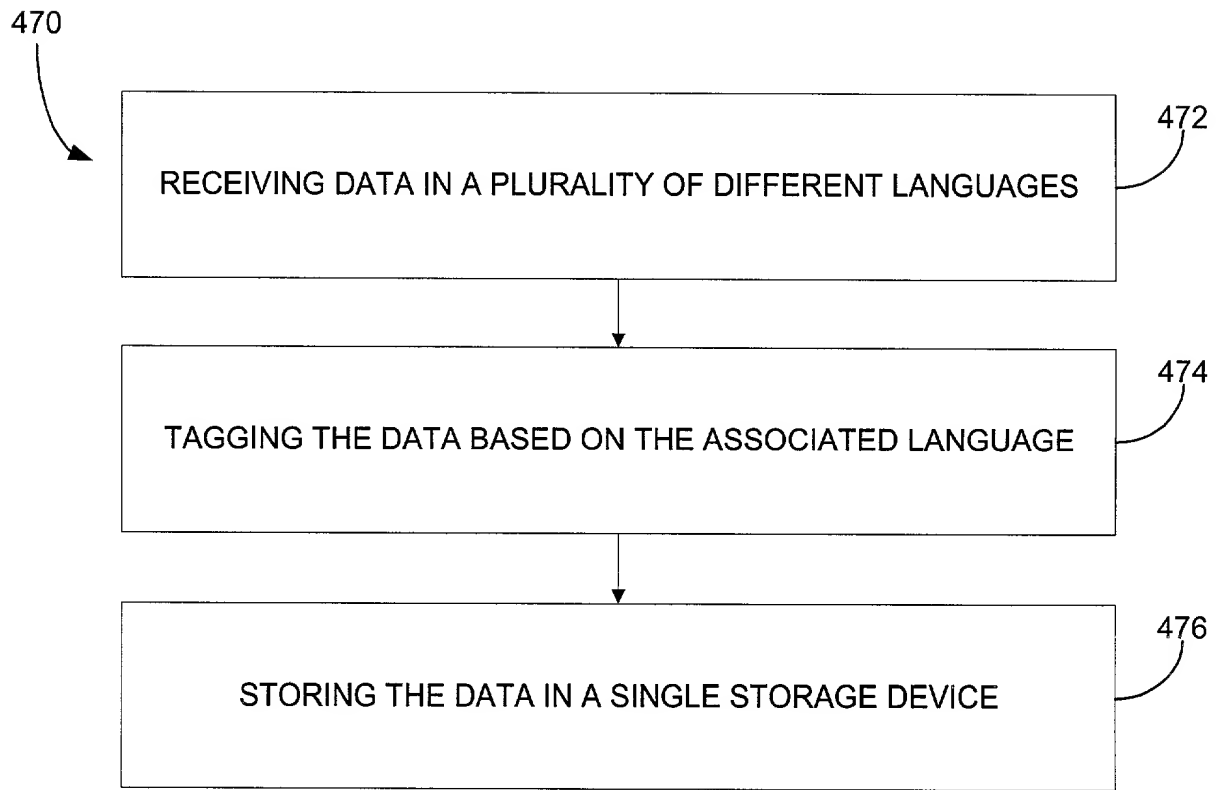 470
472
RECEIVING DATA IN A PLURALITY OF DIFFERENT LANGUAGES
474
TAGGING THE DATA BASED ON THE ASSOCIATED LANGUAGE
476
STORING THE DATA IN A SINGLE STORAGE DEVICE